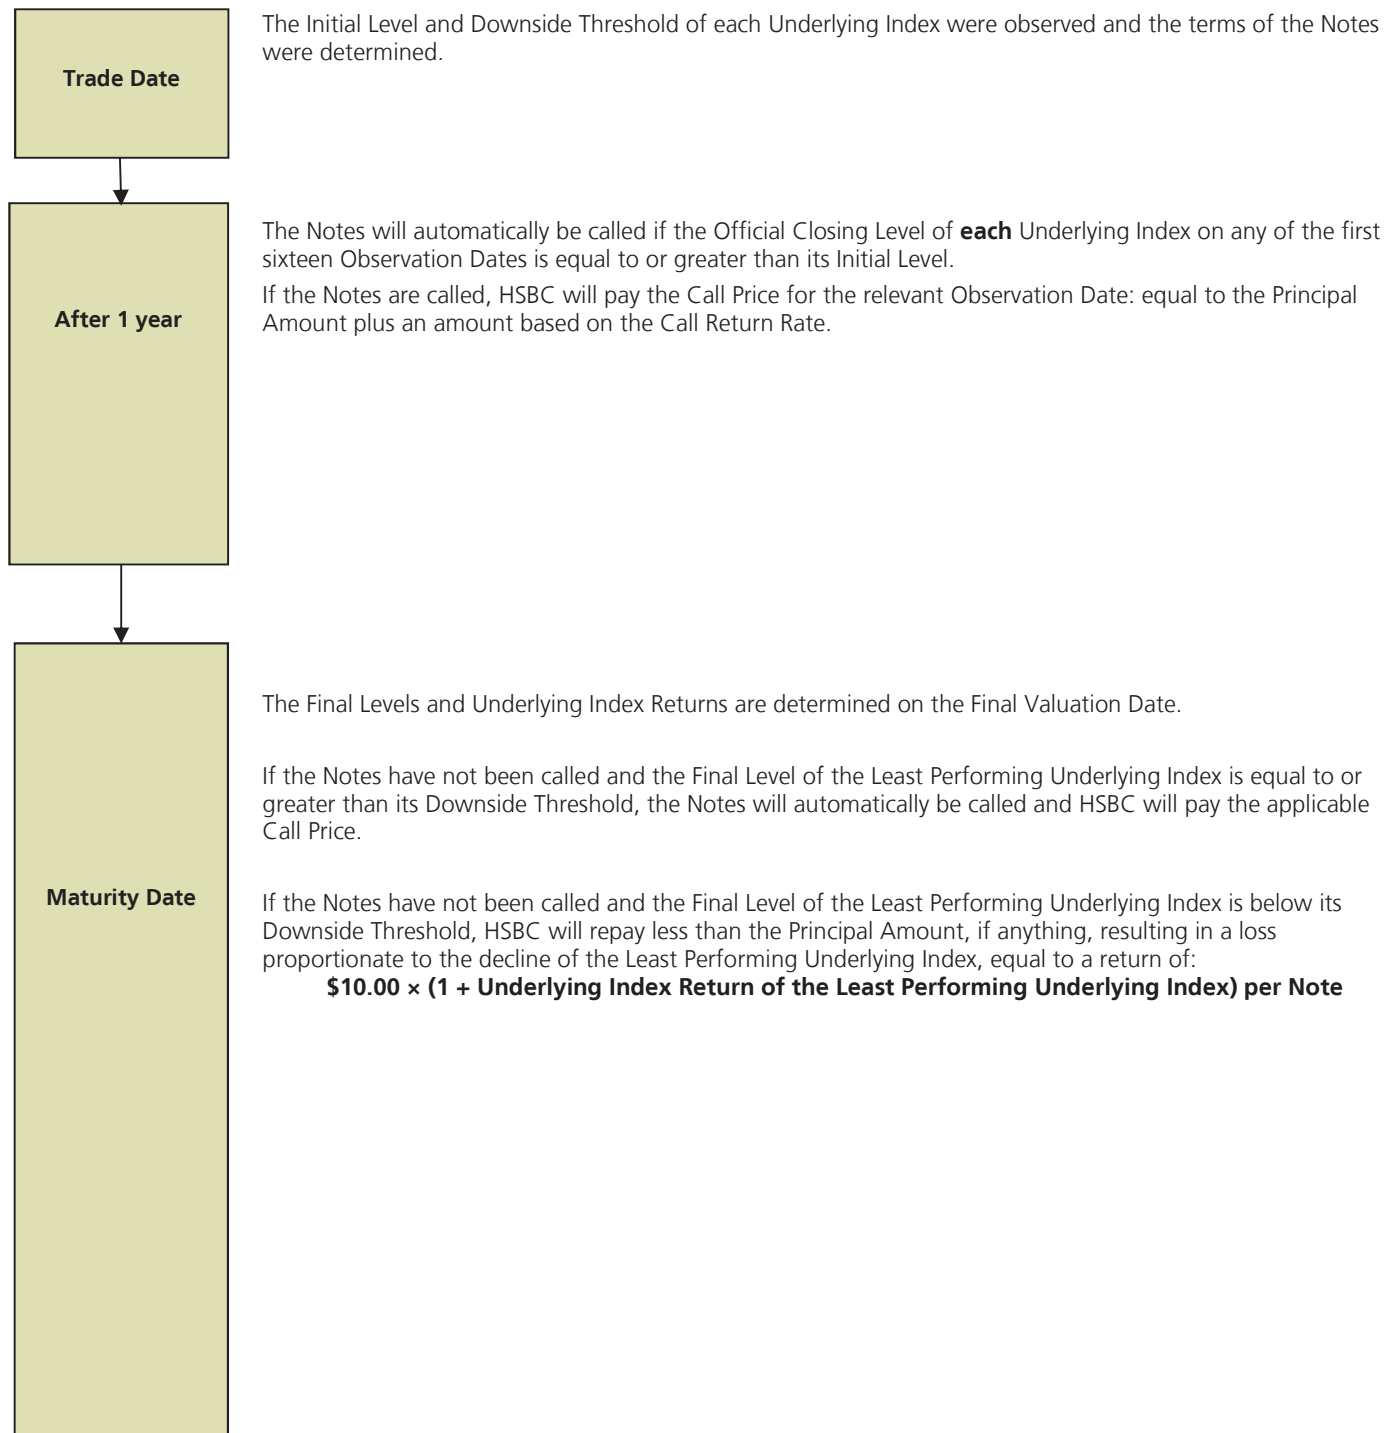 Trade Date
The Initial Level and Downside Threshold of each Underlying Index were observed and the terms of the Notes
were determined.
After 1 year
The Notes will automatically be called if the Official Closing Level of each Underlying Index on any of the first
sixteen Observation Dates is equal to or greater than its Initial Level.
If the Notes are called, HSBC will pay the Call Price for the relevant Observation Date: equal to the Principal
Amount plus an amount based on the Call Return Rate.
Maturity Date
The Final Levels and Underlying Index Returns are determined on the Final Valuation Date.
If the Notes have not been called and the Final Level of the Least Performing Underlying Index is equal to or
greater than its Downside Threshold, the Notes will automatically be called and HSBC will pay the applicable
Call Price.
If the Notes have not been called and the Final Level of the Least Performing Underlying Index is below its
Downside Threshold, HSBC will repay less than the Principal Amount, if anything, resulting in a loss
proportionate to the decline of the Least Performing Underlying Index, equal to a return of:
$10.00 × (1 + Underlying Index Return of the Least Performing Underlying Index) per Note